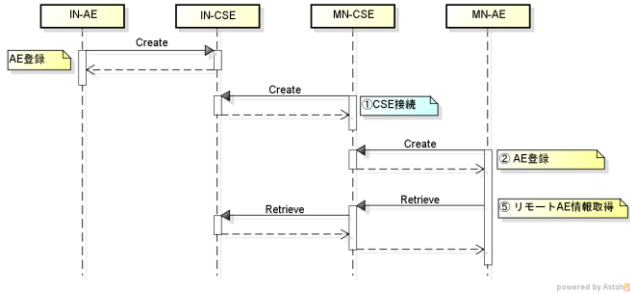 IN-AE
IN-CSE
MN-CSE
MN-AE
Create
AE登録
Create
①CSE接続
Create
② AE登録
Retrieve
⑤ リモートAE情報取得
Retrieve
powered by Astah